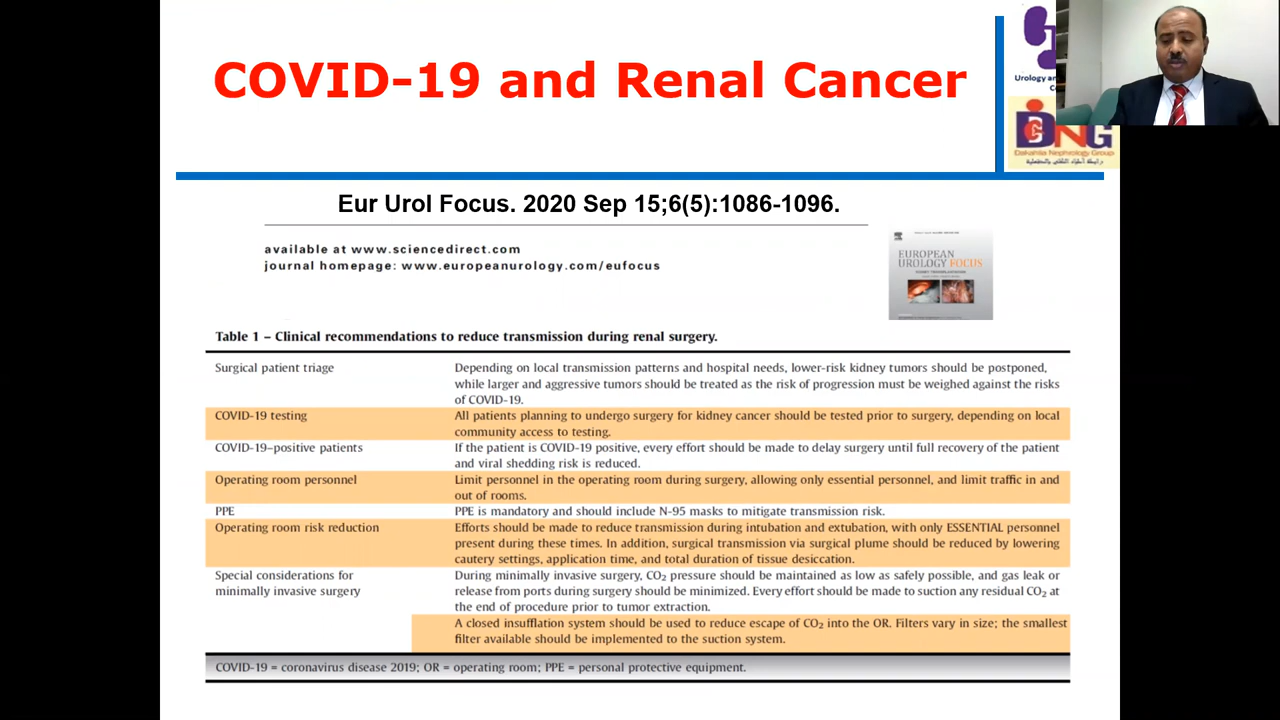 COVID-19 and Renal Cancer
Urology an
C
DNG
Dakahlia Nephrology Group
رابطة أطباء الكلى بالدقهلية
Eur Urol Focus. 2020 Sep 15;6(5):1086-1096.
available at www.sciencedirect.com
journal homepage: www.europeanurology.com/eufocus
EUROPEAN
UROLOGY FOCUS
Table 1 – Clinical recommendations to reduce transmission during renal surgery.
Surgical patient triage
Depending on local transmission patterns and hospital needs, lower-risk kidney tumors should be postponed,
while larger and aggressive tumors should be treated as the risk of progression must be weighed against the risks
of COVID-19.
COVID-19 testing
All patients planning to undergo surgery for kidney cancer should be tested prior to surgery, depending on local
community access to testing.
COVID-19–positive patients
If the patient is COVID-19 positive, every effort should be made to delay surgery until full recovery of the patient
and viral shedding risk is reduced.
Operating room personnel
Limit personnel in the operating room during surgery, allowing only essential personnel, and limit traffic in and
out of rooms.
PPE
PPE is mandatory and should include N-95 masks to mitigate transmission risk.
Operating room risk reduction
Efforts should be made to reduce transmission during intubation and extubation, with only ESSENTIAL personnel
present during these times. In addition, surgical transmission via surgical plume should be reduced by lowering
cautery settings, application time, and total duration of tissue desiccation.
Special considerations for
minimally invasive surgery
During minimally invasive surgery, CO₂ pressure should be maintained as low as safely possible, and gas leak or
release from ports during surgery should be minimized. Every effort should be made to suction any residual CO₂ at
the end of procedure prior to tumor extraction.
A closed insufflation system should be used to reduce escape of CO₂ into the OR. Filters vary in size; the smallest
filter available should be implemented to the suction system.
COVID-19 = coronavirus disease 2019; OR = operating room; PPE = personal protective equipment.